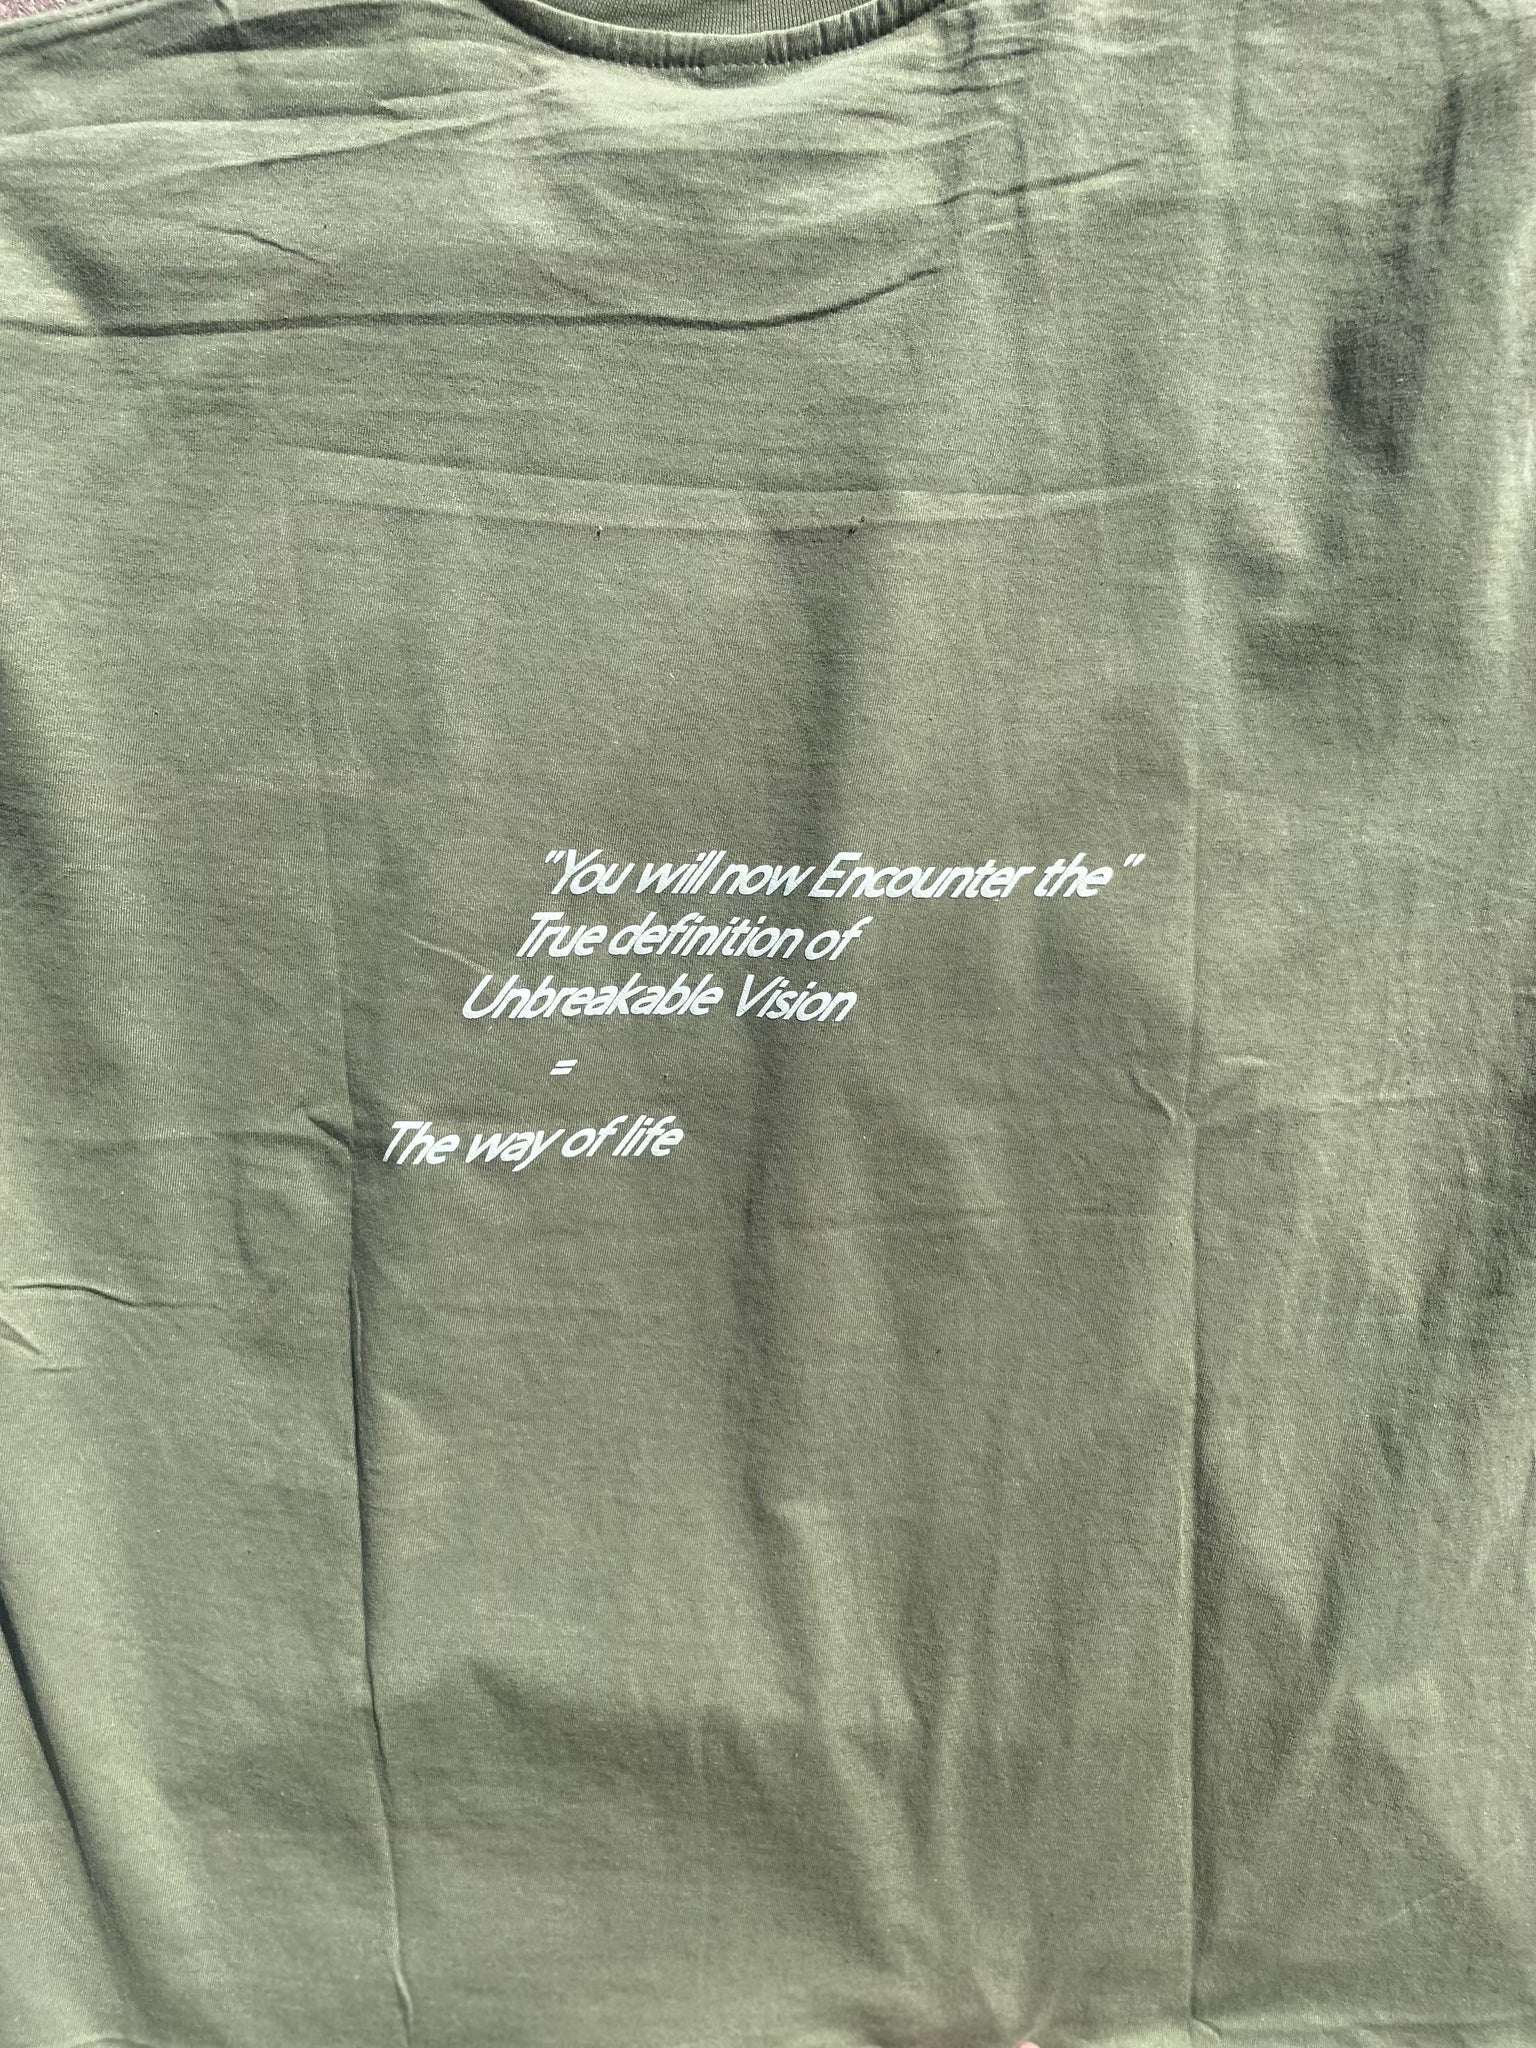 "You will now Encounter the"
True definition of
Unbreakable Vision
=
The way of life